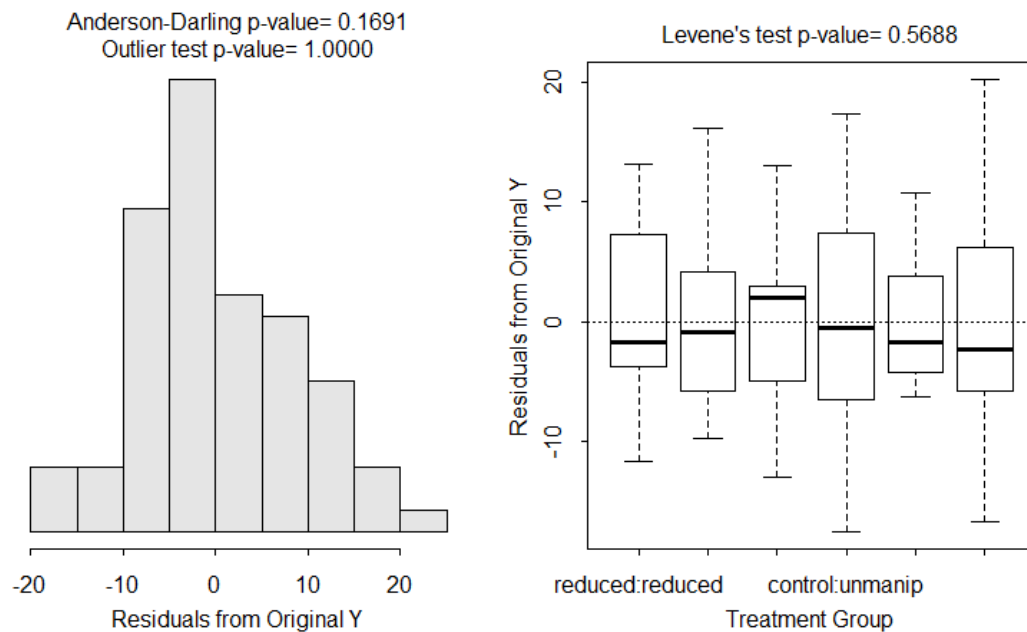 Anderson-Darling p-value= 0.1691
Outlier test p-value= 1.0000
-20 -10 0 10 20
Residuals from Original Y
Levene's test p-value= 0.5688
Residuals from Original Y
20
10
0
-10
reduced:reduced control:unmanip
Treatment Group